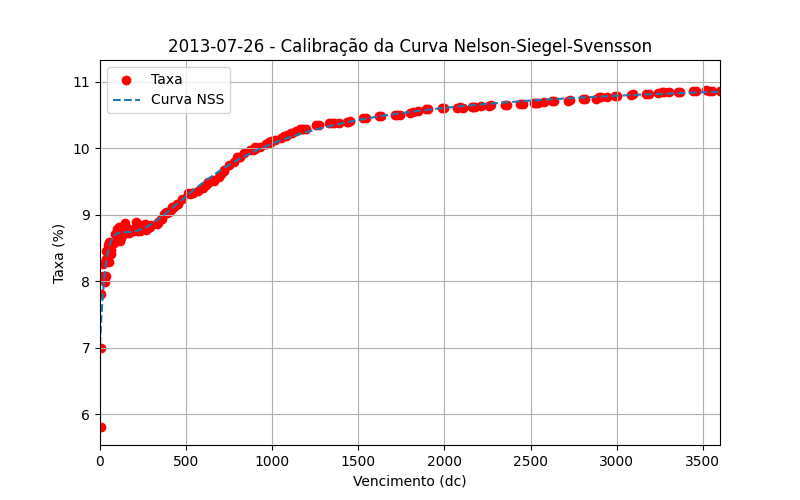 2013-07-26 - Calibração da Curva Nelson-Siegel-Svensson
Taxa
Curva NSS
Taxa (%)
11
10
9
8
7
6
0 500 1000 1500 2000 2500 3000 3500
Vencimento (dc)